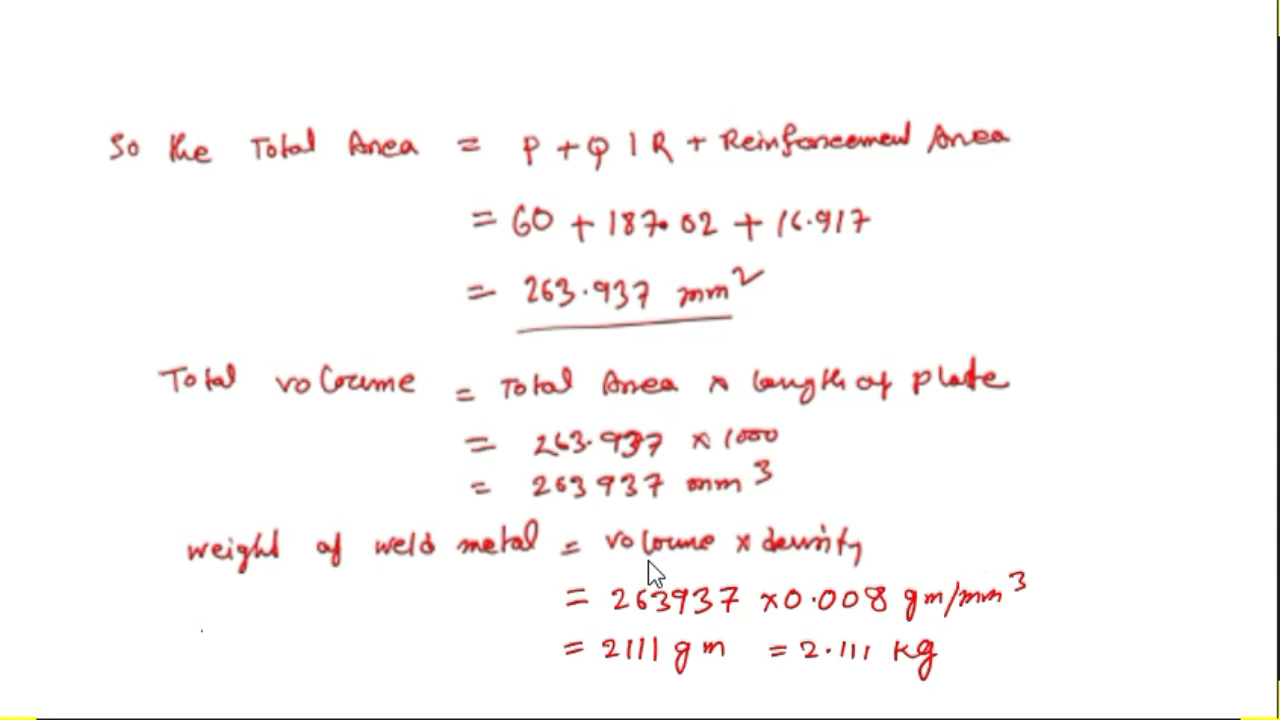 So the Total Area = P + Q | R + Reinforcement Area
= 60 + 187.02 + 16.917
= 263.937 mm²
Total volume = Total Area × length of plate
= 263.937 × 1000
= 263937 mm³
weight of weld metal = volume × density
= 263937 × 0.008 gm/mm³
= 2111 gm = 2.111 kg